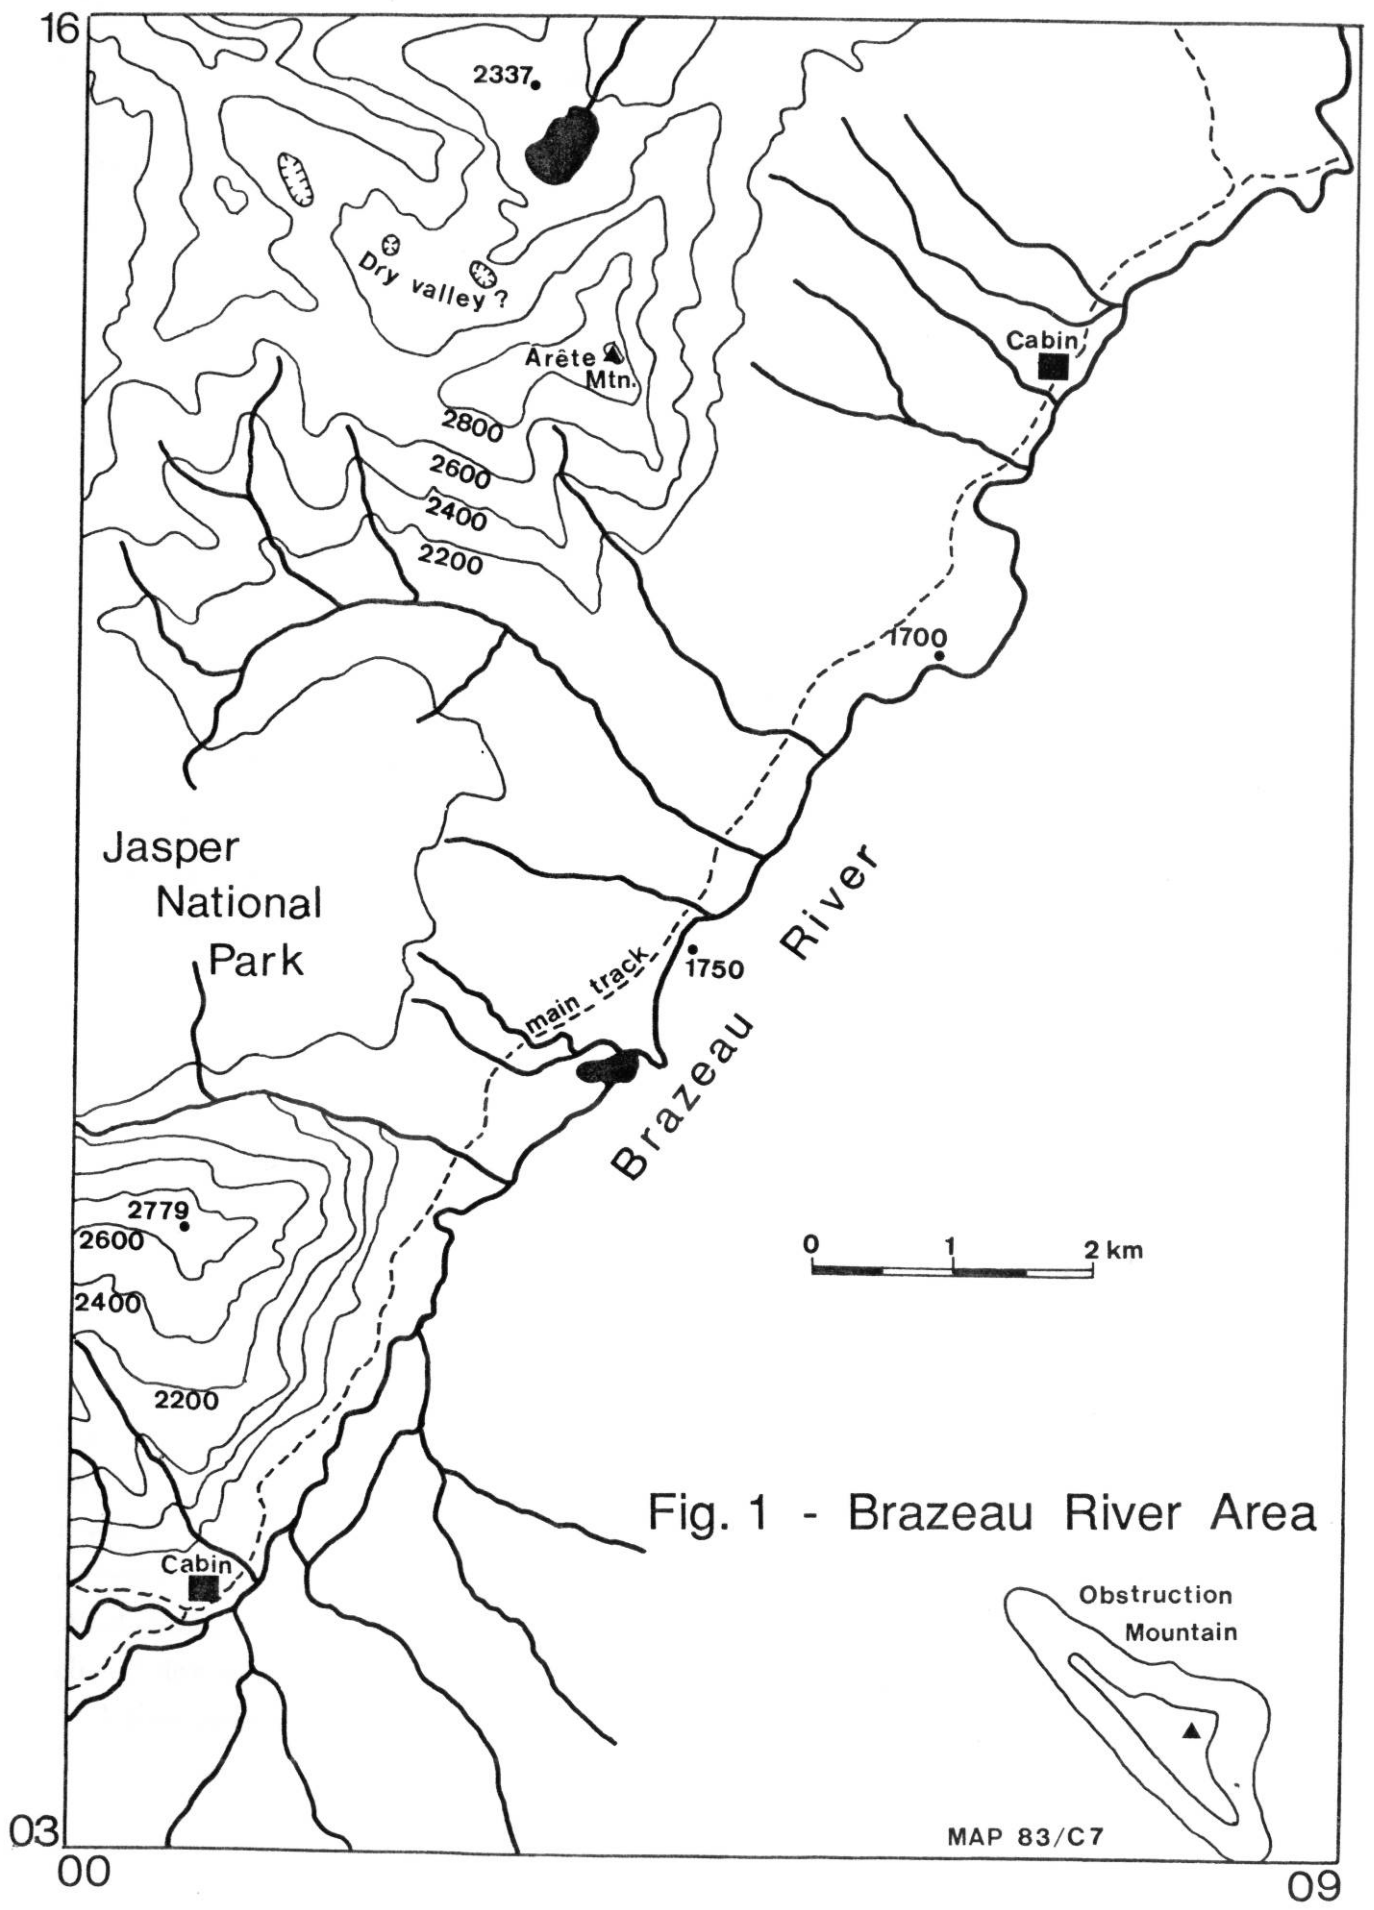 16
2337
Dry valley ?
Arête
Mtn.
Cabin
2800
2600
2400
2200
1700
Jasper
National
Park
main track
1750
Brazeau River
2779
2600
2400
2200
0 1 2 km
Fig. 1 - Brazeau River Area
Cabin
Obstruction
Mountain
MAP 83/C7
03
00
09